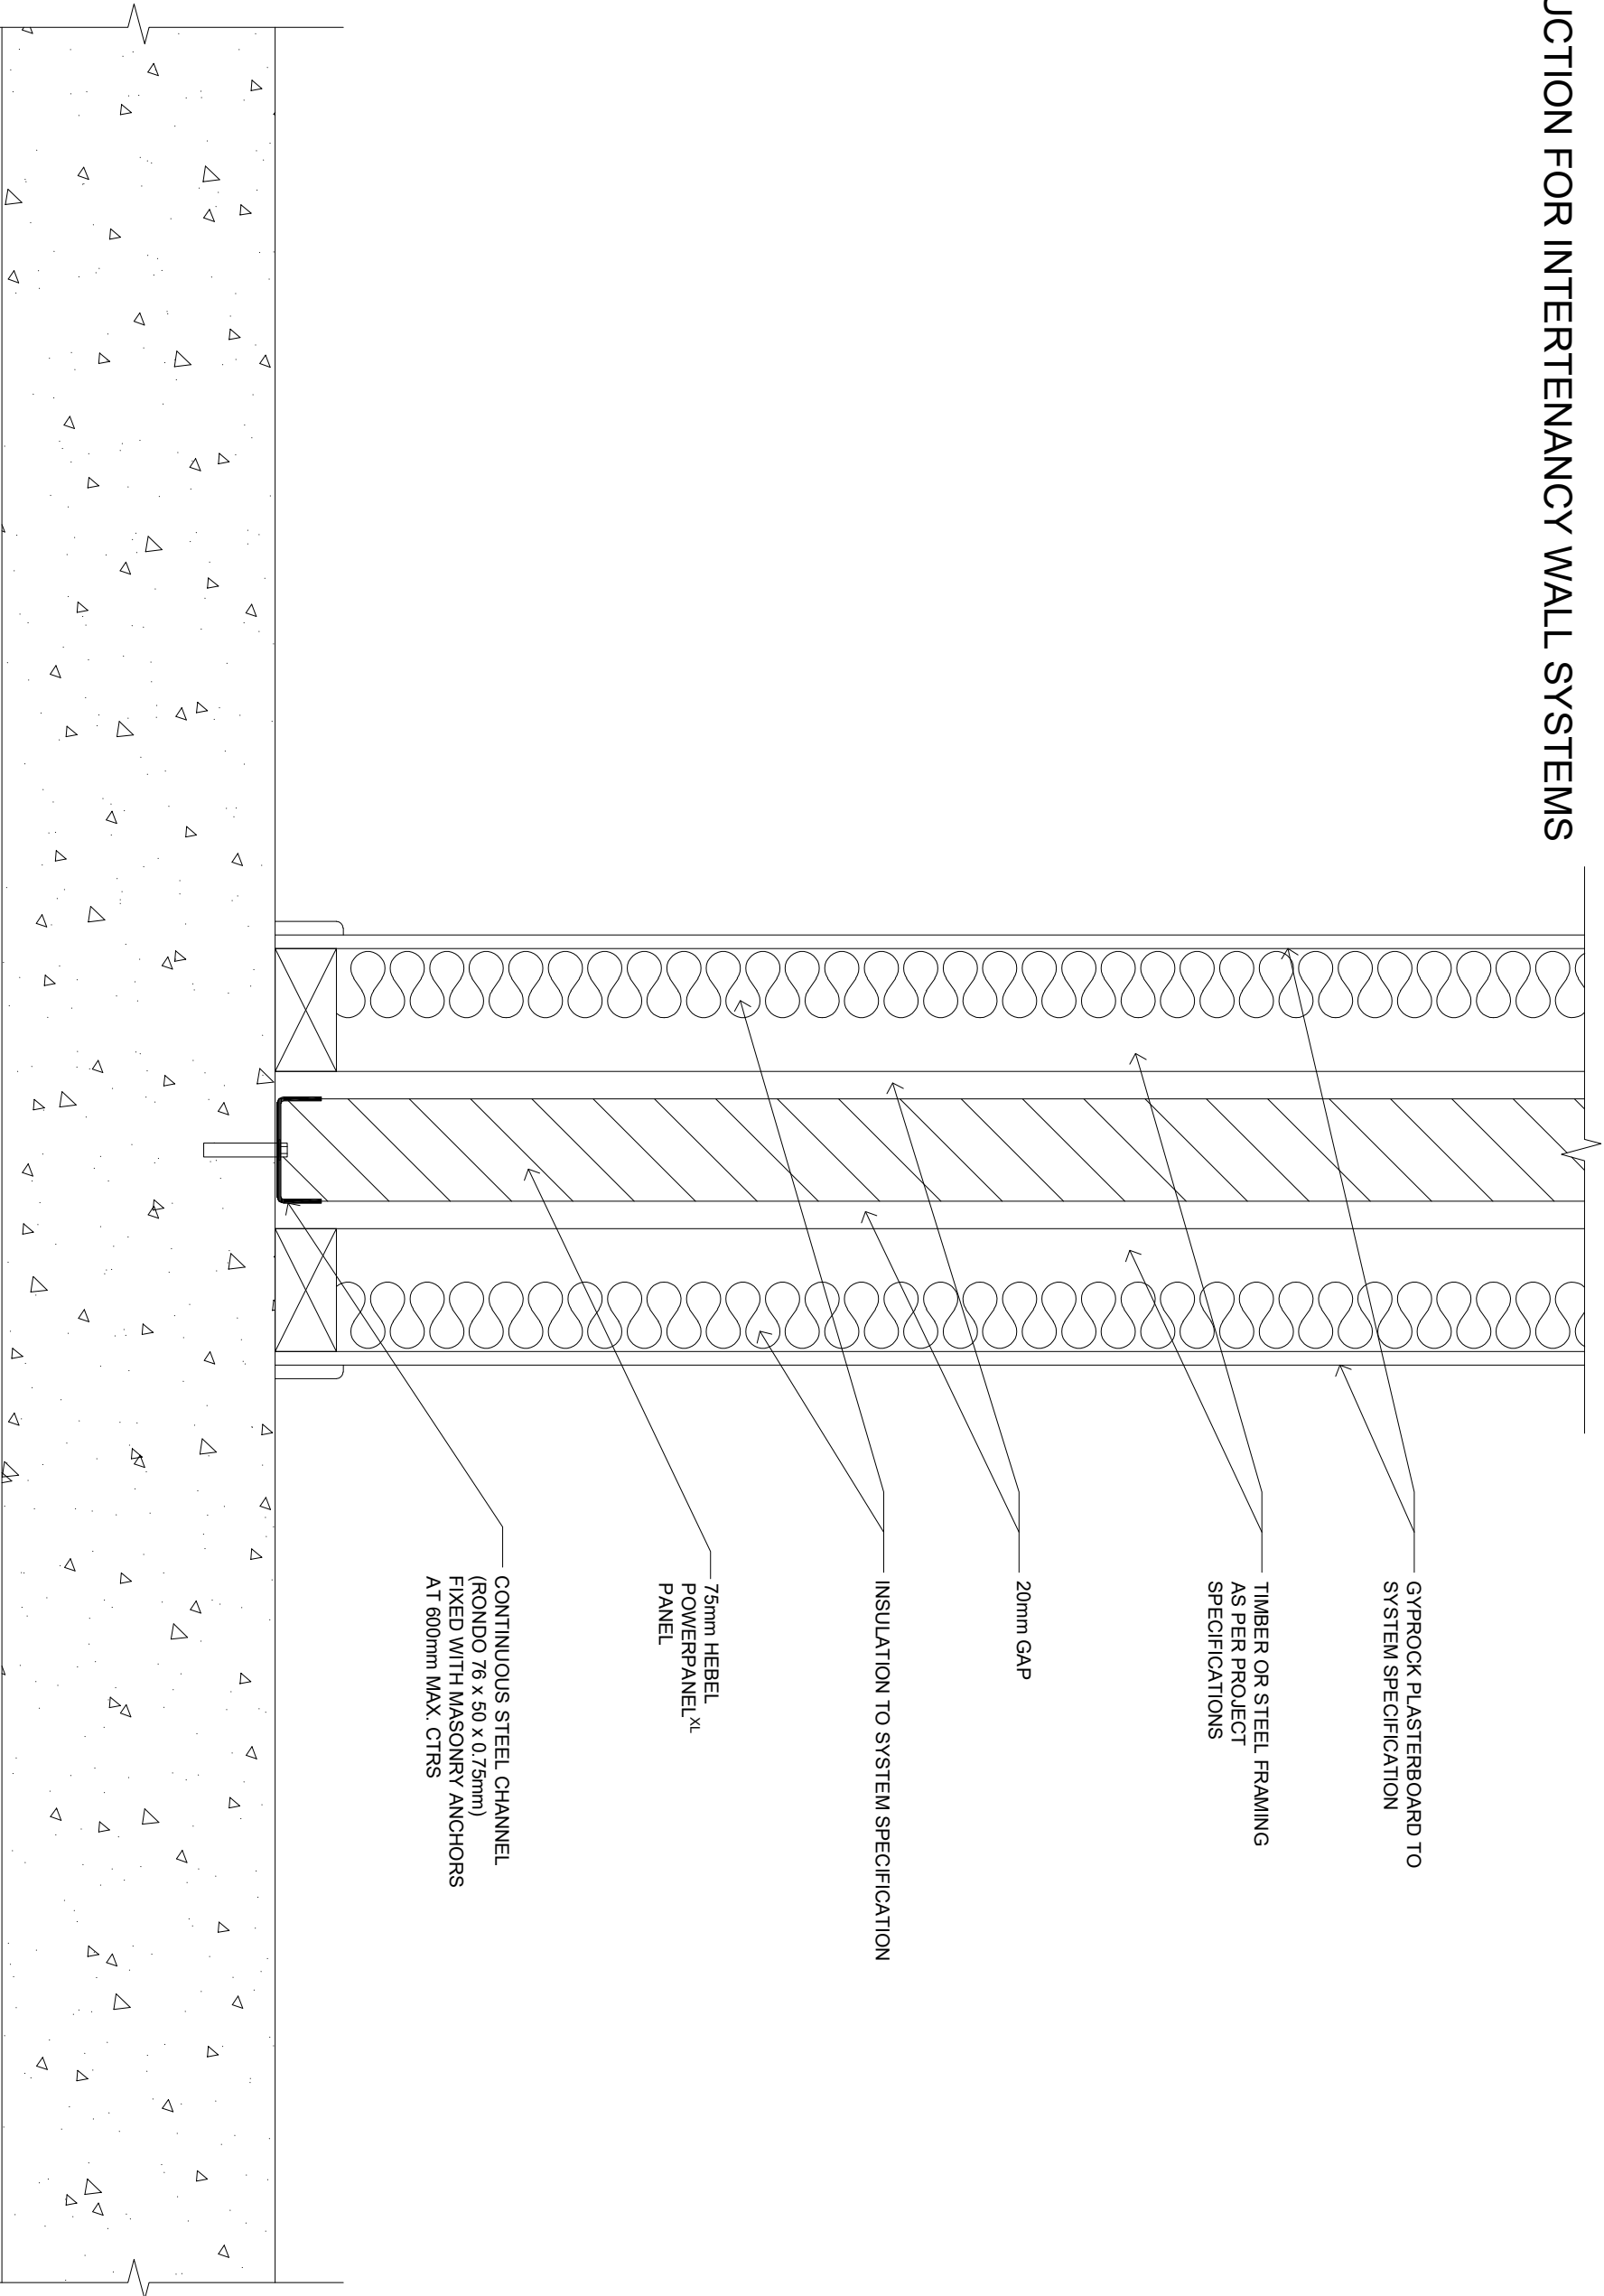 UCTION FOR INTERTENANCY WALL SYSTEMS
GYPROCK PLASTERBOARD TO
SYSTEM SPECIFICATION
TIMBER OR STEEL FRAMING
AS PER PROJECT
SPECIFICATIONS
20mm GAP
INSULATION TO SYSTEM SPECIFICATION
75mm HEBEL
POWERPANEL XL
PANEL
CONTINUOUS STEEL CHANNEL
(RONDO 76 x 50 x 0.75mm)
FIXED WITH MASONRY ANCHORS
AT 600mm MAX. CTRS